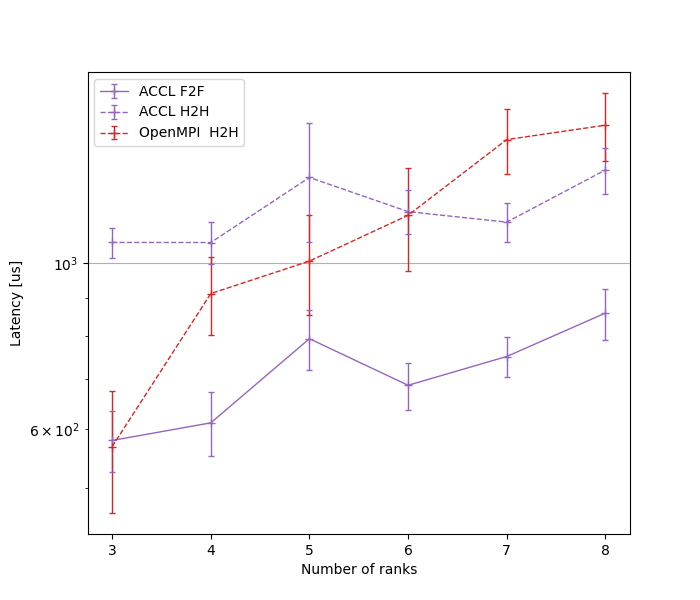 ACCL F2F
ACCL H2H
OpenMPI  H2H
Latency [us]
10³
6 × 10²
3 4 5 6 7 8
Number of ranks